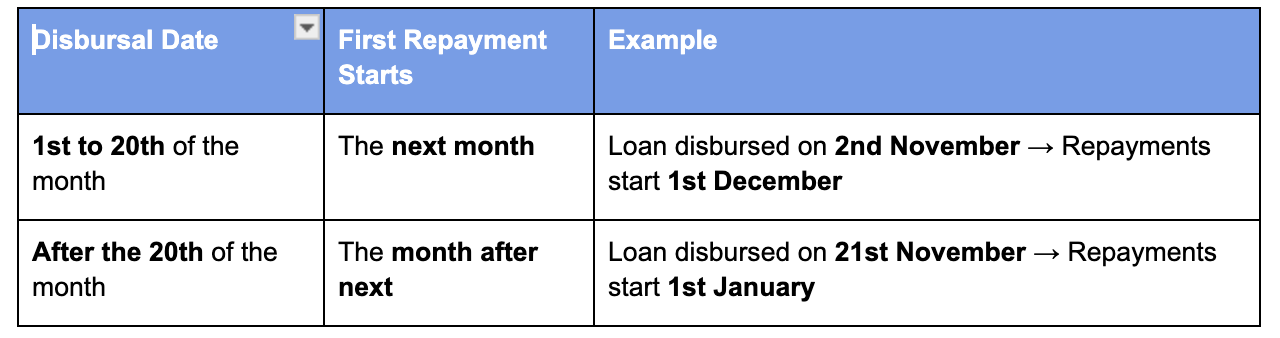 Disbursal Date
First Repayment
Starts
Example
1st to 20th of the
month
The next month
Loan disbursed on 2nd November → Repayments
start 1st December
After the 20th of the
month
The month after
next
Loan disbursed on 21st November → Repayments
start 1st January